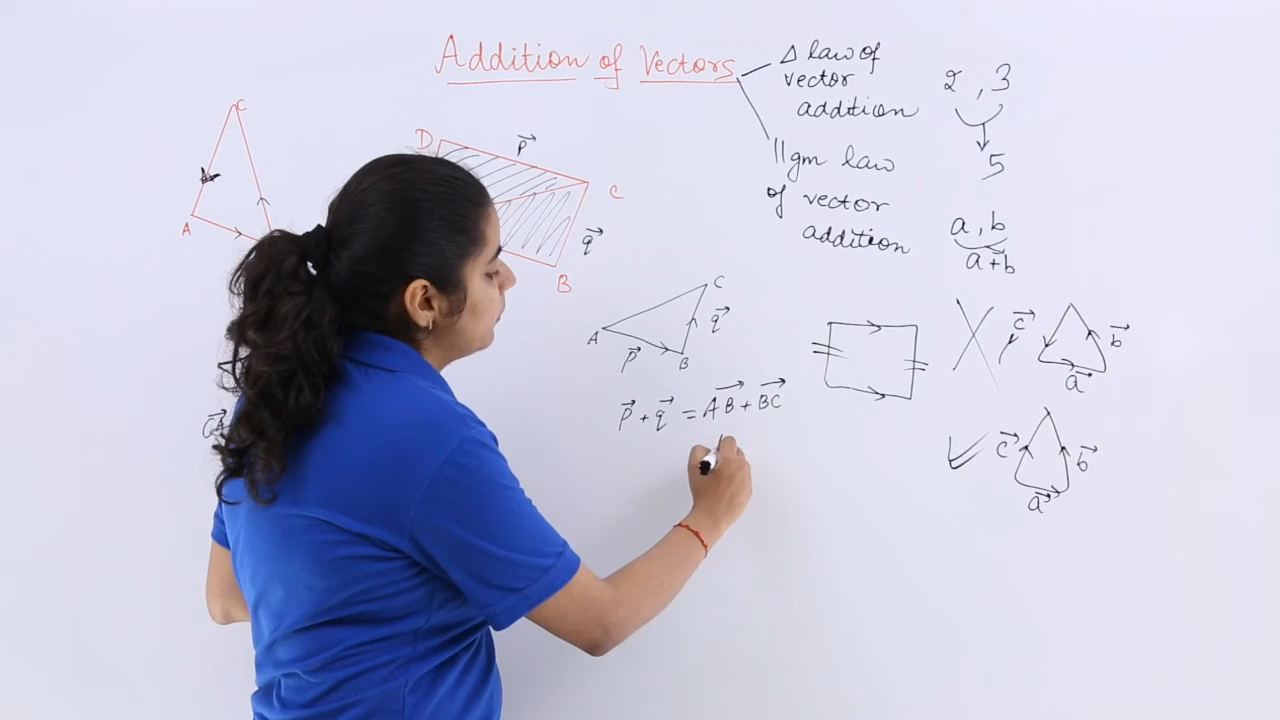 Addition of Vectors
Δ law of
vector
addition
||gm law
of vector
addition
2, 3
5
a, b
a+b
C
A
D
p⃗
C
q⃗
B
A
C
B
p⃗
q⃗
p⃗ + q⃗ = AB⃗ + BC⃗
CA⃗
c⃗
b⃗
a⃗
c⃗
b⃗
a⃗